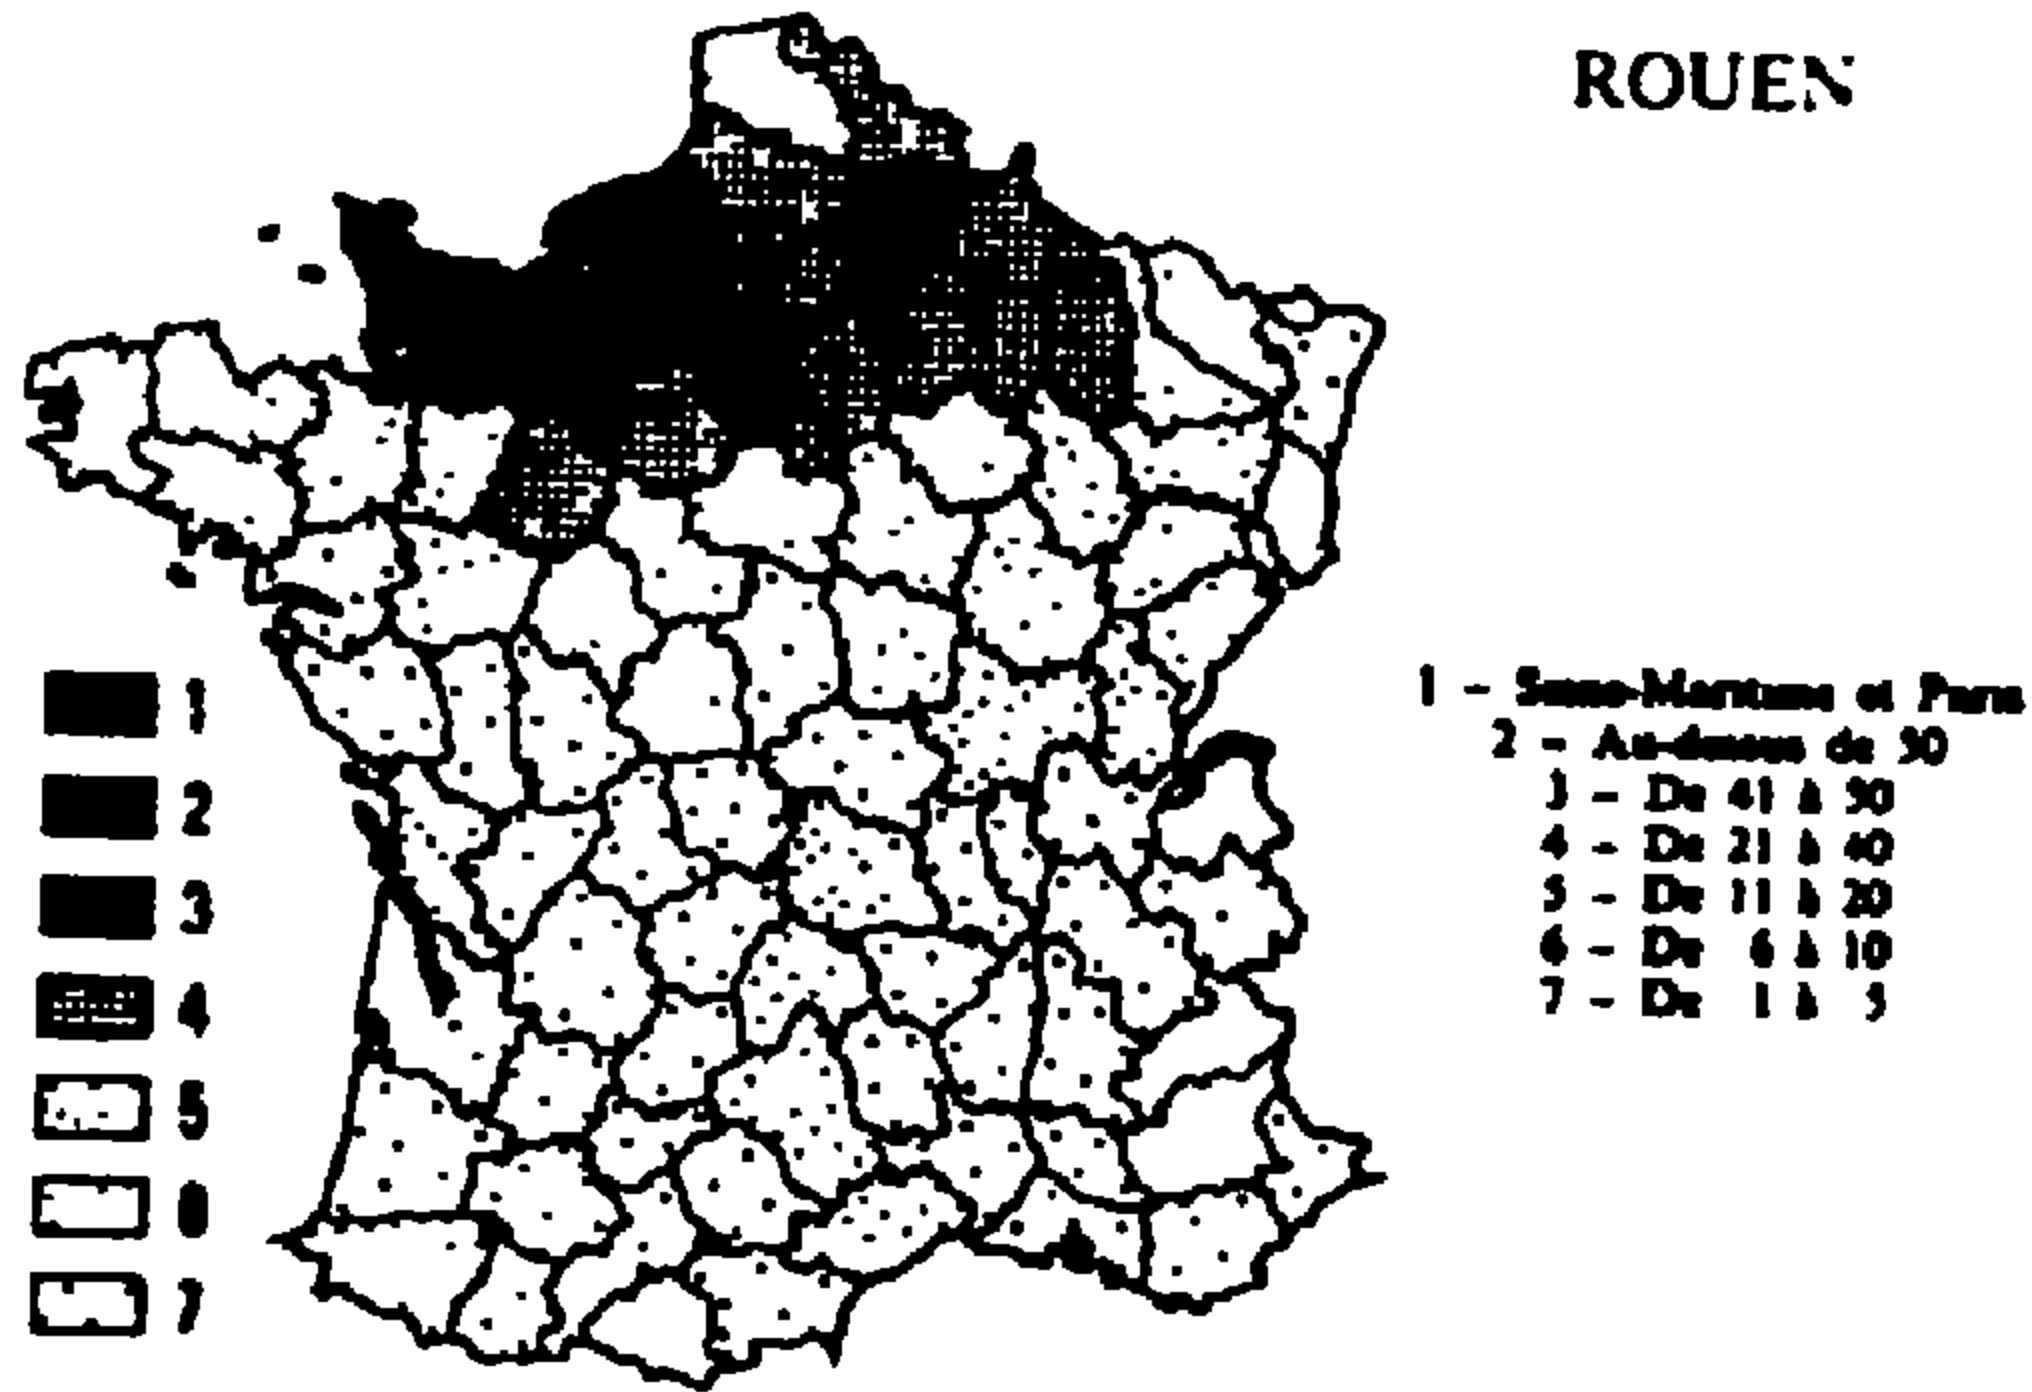 ROUEN
1
2
3
4
5
6
7
1 - Seine-Maritime et Paris
2 - Au-dessus de 50
3 - De 41 à 50
4 - De 21 à 40
5 - De 11 à 20
6 - De 6 à 10
7 - De 1 à 5